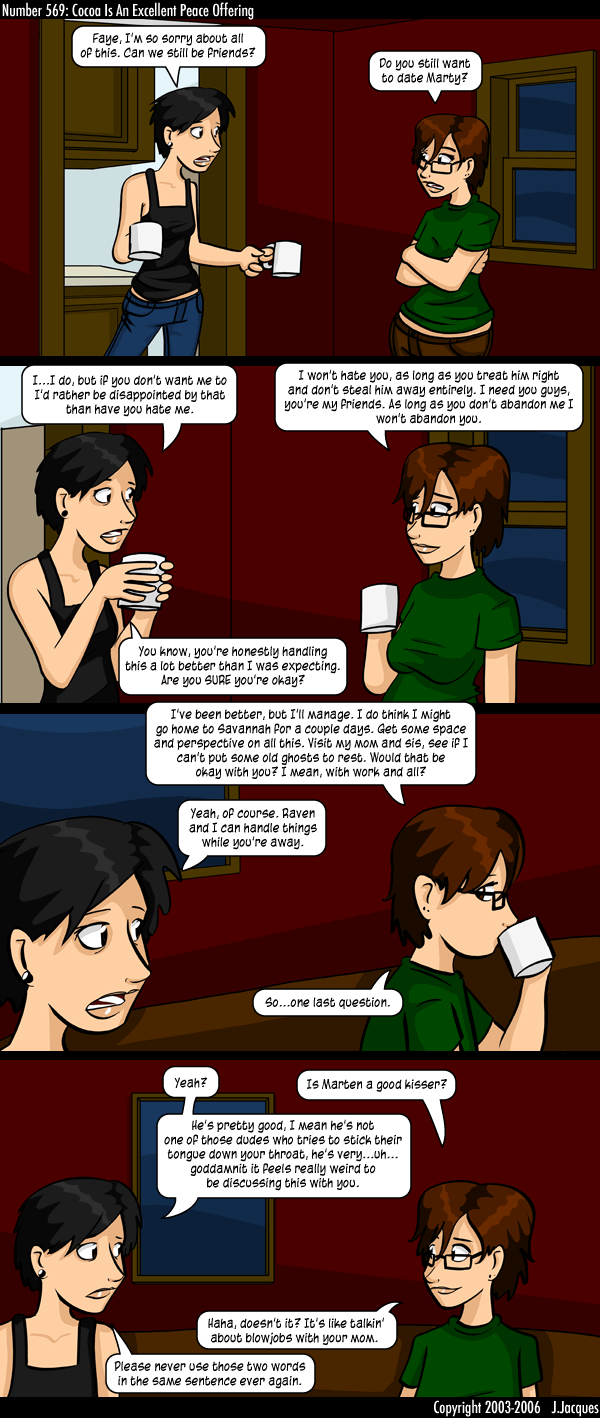 Number 569: Cocoa Is An Excellent Peace Offering
Faye, I'm so sorry about all
of this. Can we still be friends?
Do you still want
to date Marty?
I...I do, but if you don't want me to
I'd rather be disappointed by that
than have you hate me.
I won't hate you, as long as you treat him right
and don't steal him away entirely. I need you guys,
you're my friends. As long as you don't abandon me I
won't abandon you.
You know, you're honestly handling
this a lot better than I was expecting.
Are you SURE you're okay?
I've been better, but I'll manage. I do think I might
go home to Savannah for a couple days. Get some space
and perspective on all this. Visit my mom and sis, see if I
can't put some old ghosts to rest. Would that be
okay with you? I mean, with work and all?
Yeah, of course. Raven
and I can handle things
while you're away.
So...one last question.
Yeah?
Is Marten a good kisser?
He's pretty good, I mean he's not
one of those dudes who tries to stick their
tongue down your throat, he's very...uh...
goddamnit it feels really weird to
be discussing this with you.
Haha, doesn't it? It's like talkin'
about blowjobs with your mom.
Please never use those two words
in the same sentence ever again.
Copyright 2003-2006 J.Jacques